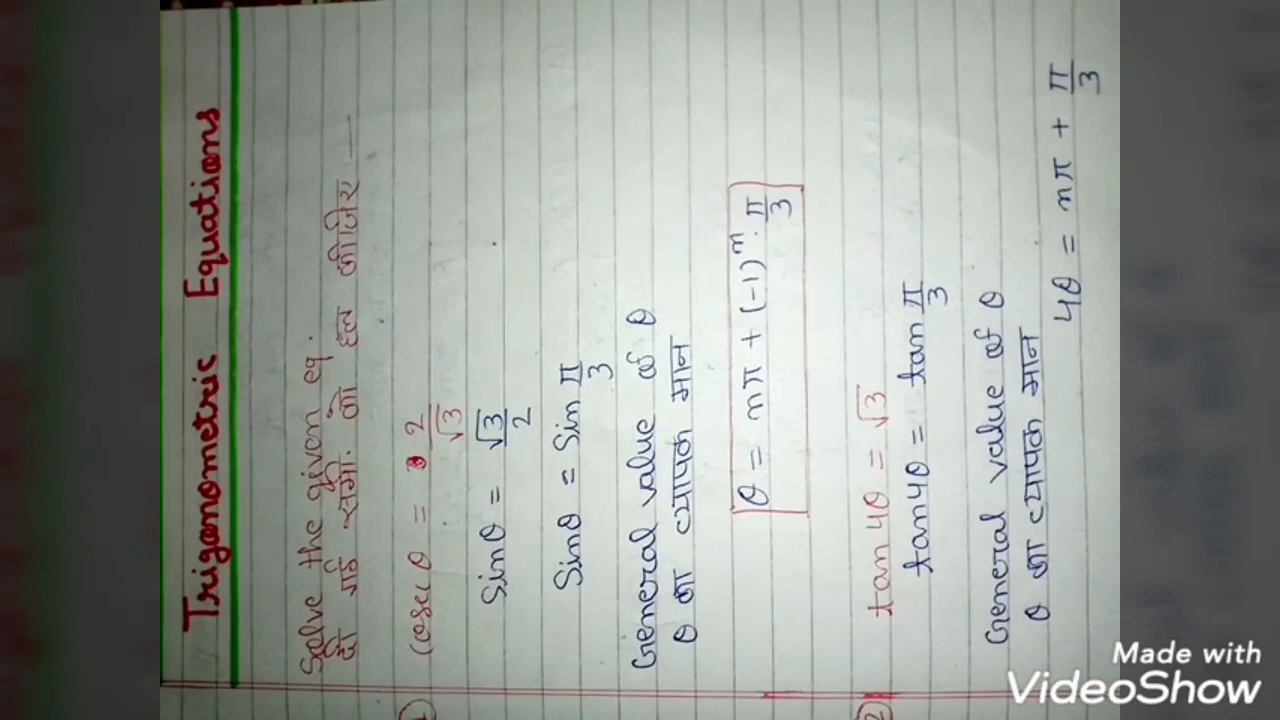 Trigonometric Equations
Solve the given eq.
दी गई समी. को हल कीजिए —
(1) cosec θ = 2/√3
Sinθ = √3/2
Sinθ = Sin π/3
General value of θ
θ का व्यापक मान
θ = nπ + (-1)ⁿ · π/3
(2) tan 4θ = √3
tan 4θ = tan π/3
General value of θ
θ का व्यापक मान
4θ = nπ + π/3
Made with
VideoShow